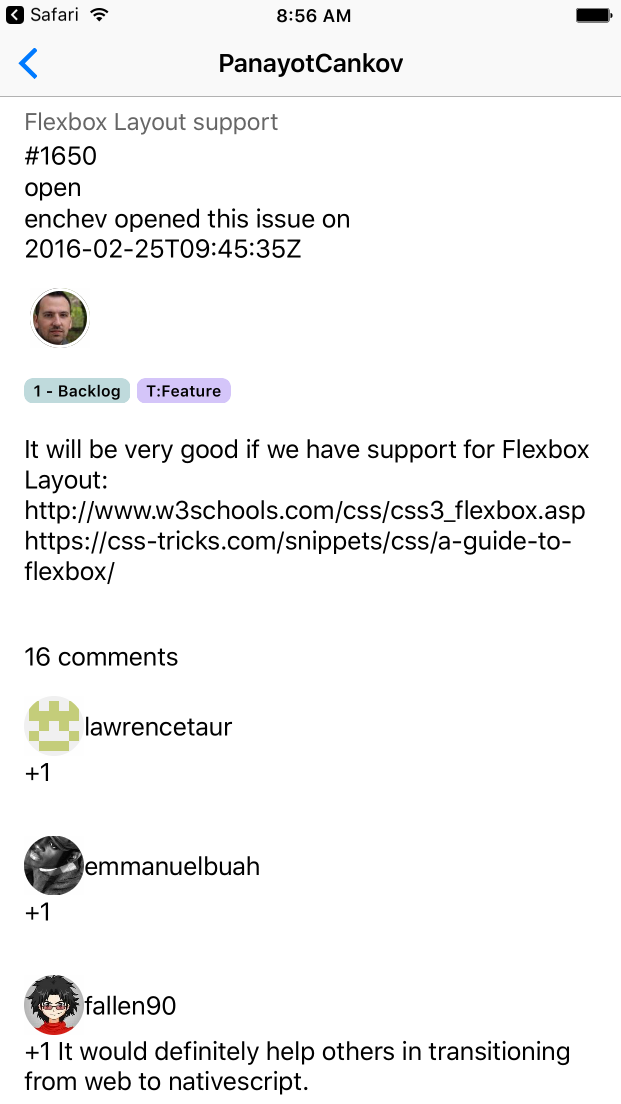 Safari
8:56 AM
PanayotCankov
Flexbox Layout support
#1650
open
enchev opened this issue on
2016-02-25T09:45:35Z
1 - Backlog
T:Feature
It will be very good if we have support for Flexbox
Layout:
http://www.w3schools.com/css/css3_flexbox.asp
https://css-tricks.com/snippets/css/a-guide-to-
flexbox/
16 comments
lawrencetaur
+1
emmanuelbuah
+1
fallen90
+1 It would definitely help others in transitioning
from web to nativescript.